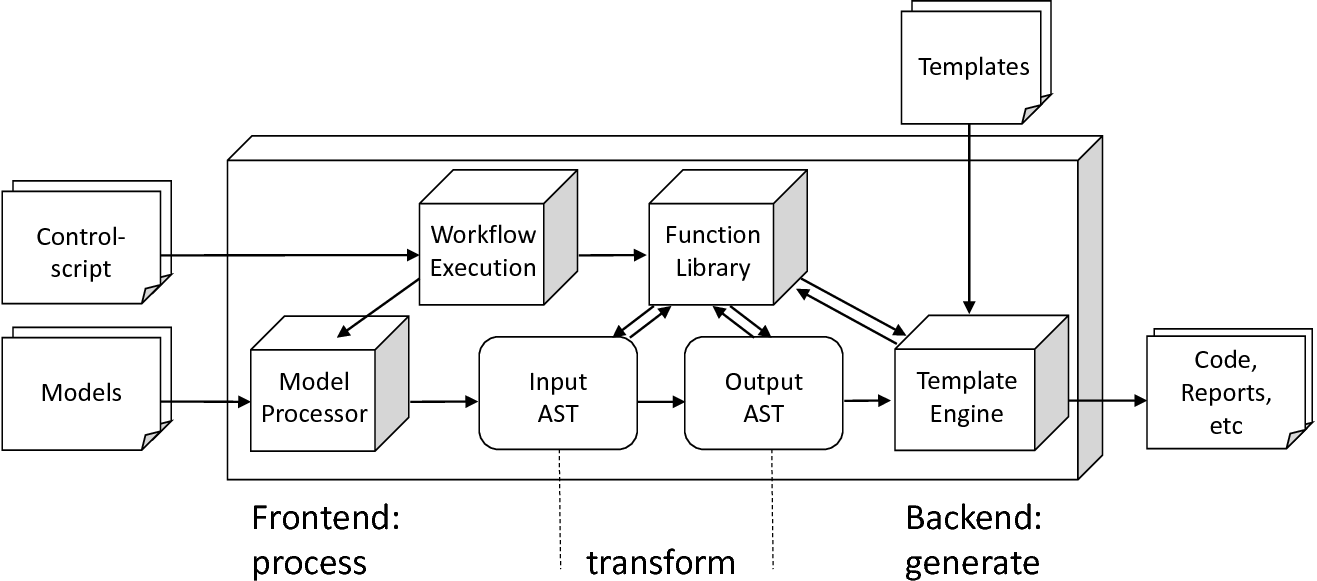 Templates
Control-
script
Workflow
Execution
Function
Library
Models
Model
Processor
Input
AST
Output
AST
Template
Engine
Code,
Reports,
etc
Frontend:
process
transform
Backend:
generate